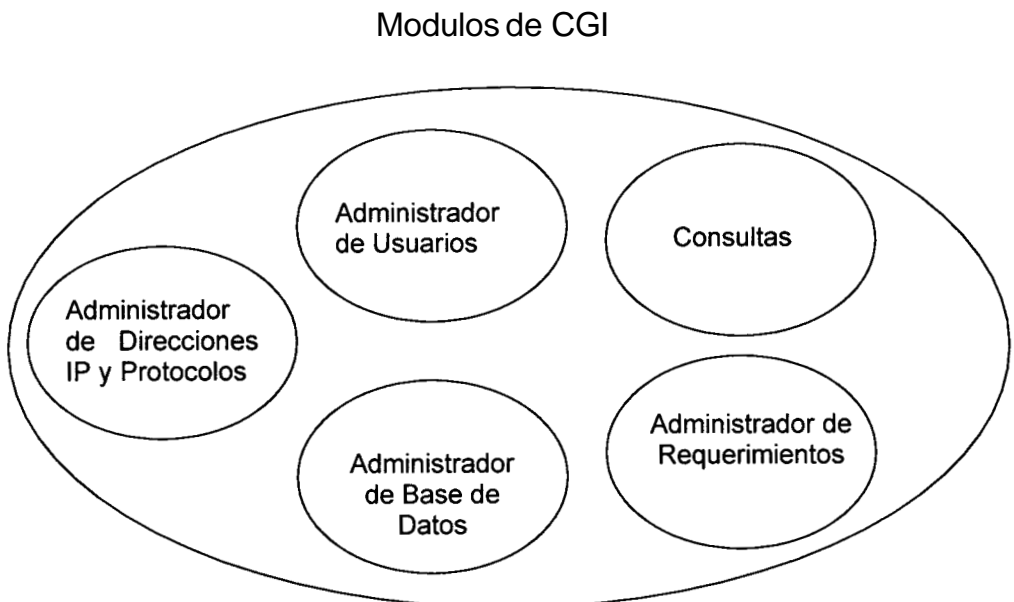 Modulos de CGI
Administrador
de Usuarios
Consultas
Administrador
de Direcciones
IP y Protocolos
Administrador de
Requerimientos
Administrador
de Base de
Datos